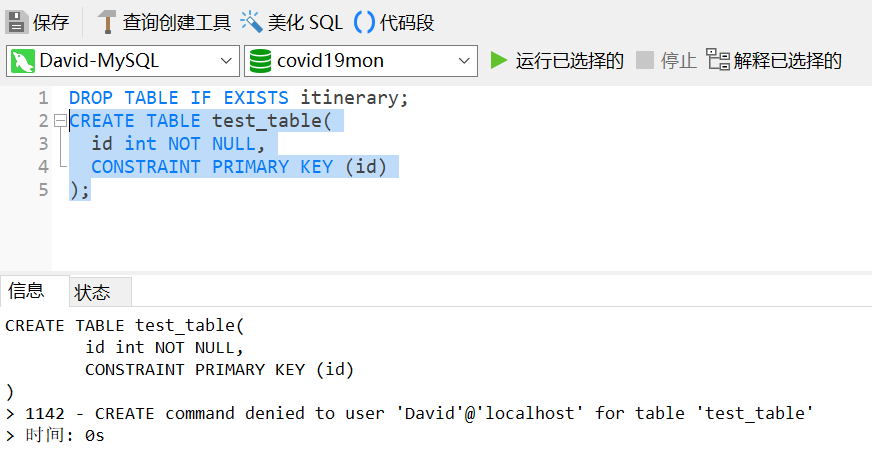 保存 查询创建工具 美化 SQL 代码段
David-MySQL covid19mon 运行已选择的 停止 解释已选择的
1 DROP TABLE IF EXISTS itinerary;
2 CREATE TABLE test_table(
3 id int NOT NULL,
4 CONSTRAINT PRIMARY KEY (id)
5 );
信息 状态
CREATE TABLE test_table(
id int NOT NULL,
CONSTRAINT PRIMARY KEY (id)
)
> 1142 - CREATE command denied to user 'David'@'localhost' for table 'test_table'
> 时间: 0s